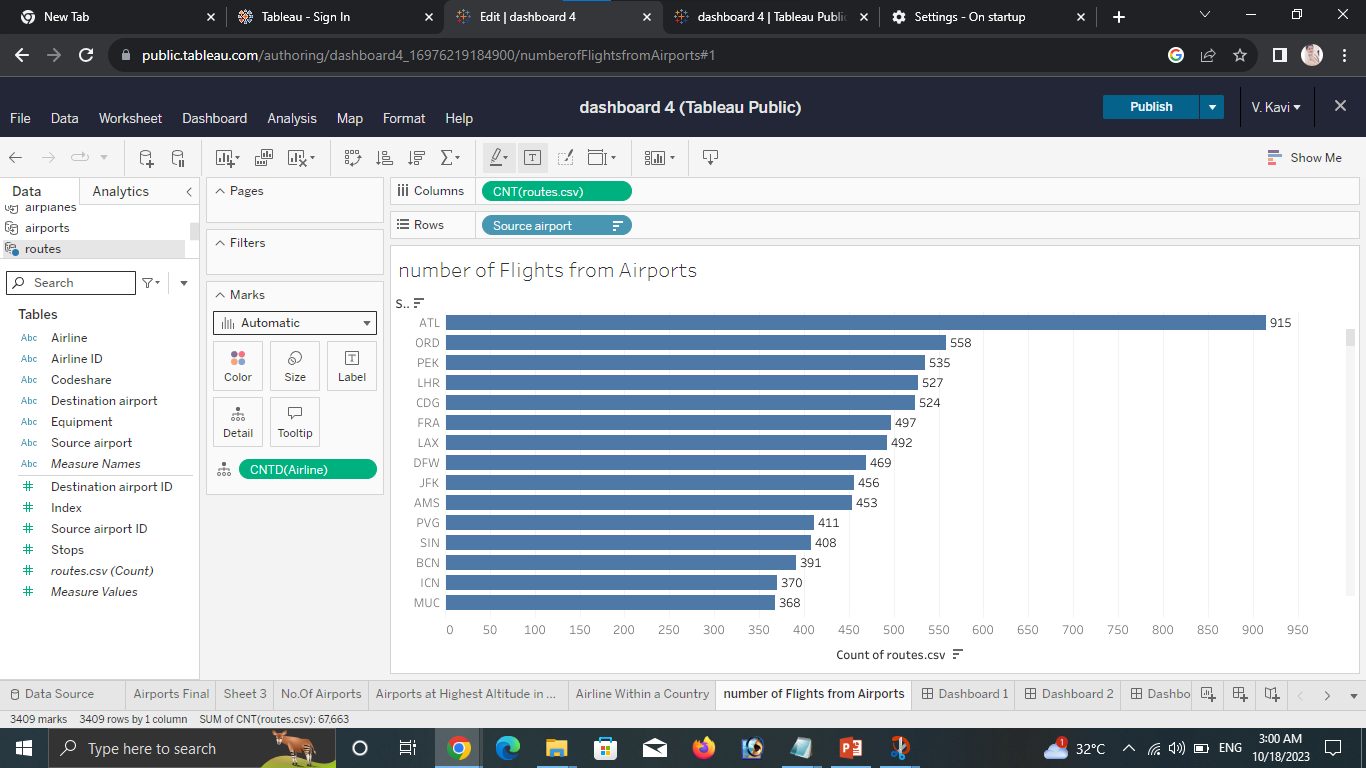 New Tab
Tableau - Sign In
Edit | dashboard 4
dashboard 4 | Tableau Public
Settings - On startup
public.tableau.com/authoring/dashboard4_16976219184900/numberofFlightsfromAirports#1
dashboard 4 (Tableau Public)
Publish
V. Kavi
File Data Worksheet Dashboard Analysis Map Format Help
Show Me
Data Analytics
airplanes
airports
routes
Search
Tables
Abc Airline
Abc Airline ID
Abc Codeshare
Abc Destination airport
Abc Equipment
Abc Source airport
Abc Measure Names
# Destination airport ID
# Index
# Source airport ID
# Stops
# routes.csv (Count)
# Measure Values
Pages
Filters
Marks
Automatic
Color Size Label
Detail Tooltip
CNTD(Airline)
Columns CNT(routes.csv)
Rows Source airport
number of Flights from Airports
S..
ATL 915
ORD 558
PEK 535
LHR 527
CDG 524
FRA 497
LAX 492
DFW 469
JFK 456
AMS 453
PVG 411
SIN 408
BCN 391
ICN 370
MUC 368
0 50 100 150 200 250 300 350 400 450 500 550 600 650 700 750 800 850 900 950
Count of routes.csv
Data Source Airports Final Sheet 3 No.Of Airports Airports at Highest Altitude in ... Airline Within a Country number of Flights from Airports Dashboard 1 Dashboard 2 Dashbo
3409 marks 3409 rows by 1 column SUM of CNT(routes.csv): 67,663
Type here to search
1 32°C ENG
3:00 AM
10/18/2023